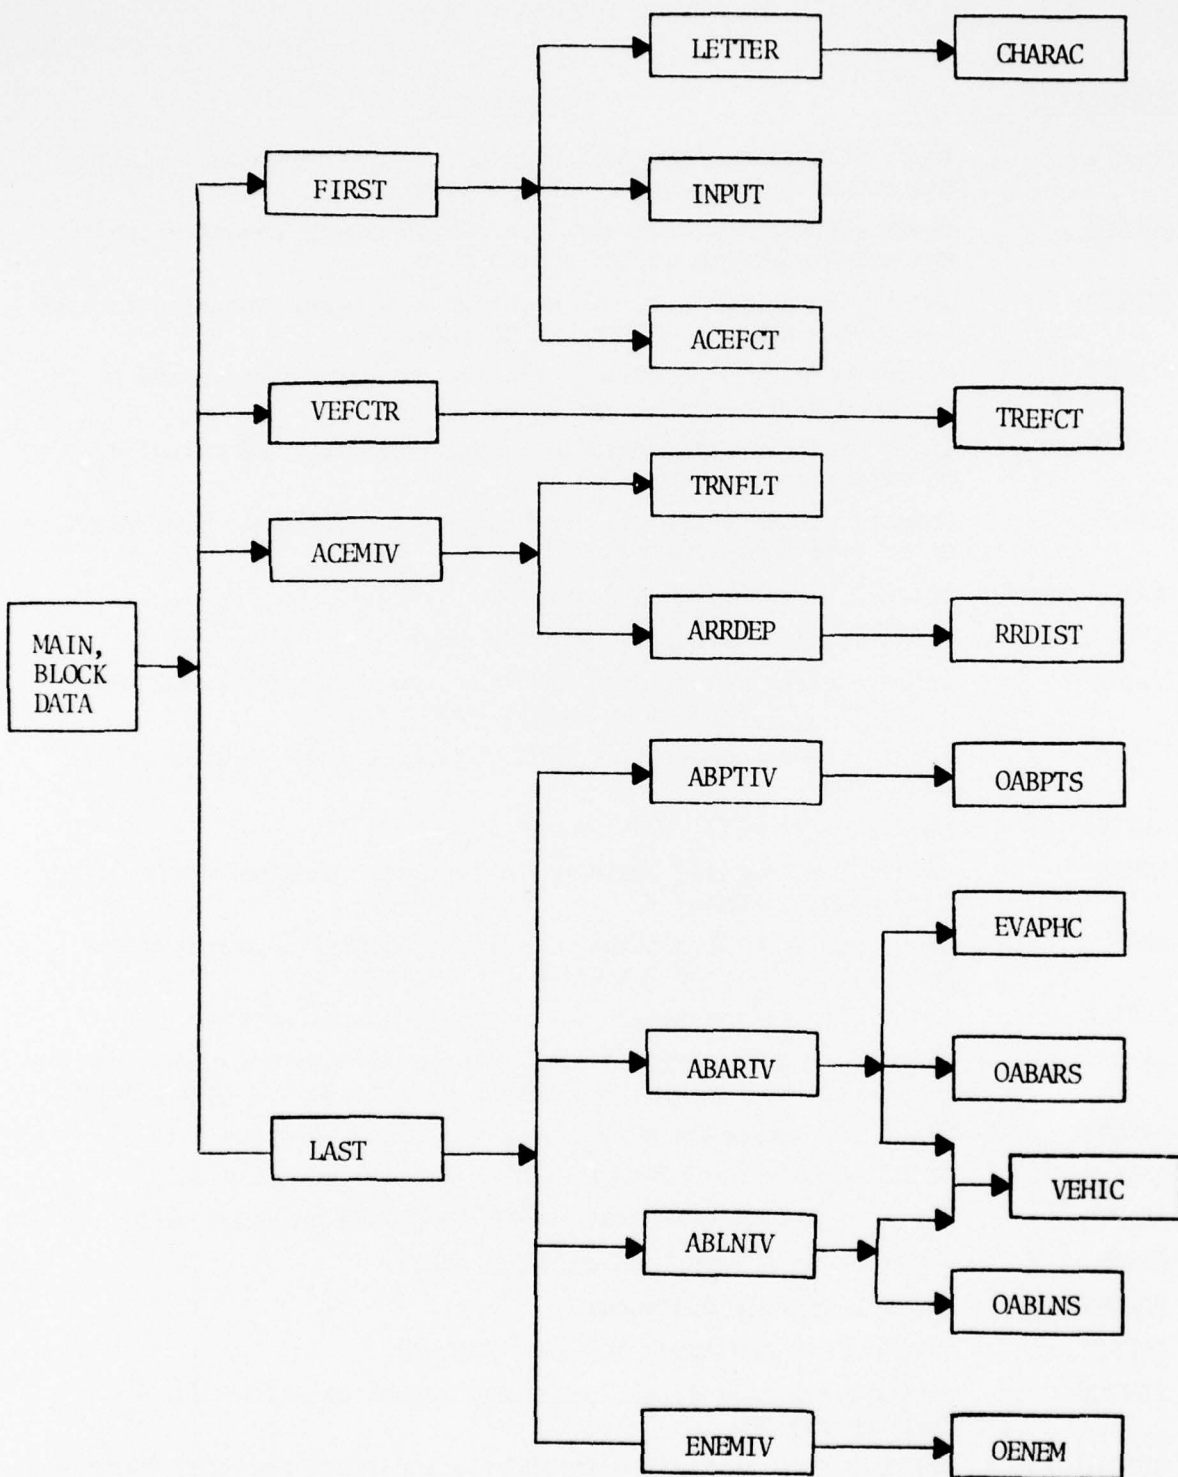 LETTER
CHARAC
FIRST
INPUT
ACEFCT
VEFCTR
TREFCT
TRNFLT
ACEMIV
MAIN,
BLOCK
DATA
ARRDEP
RRDIST
ABPTIV
OABPTS
EVAPHC
ABARIV
OABARS
LAST
VEHIC
ABLNIV
OABLNS
ENEMIV
OENEM